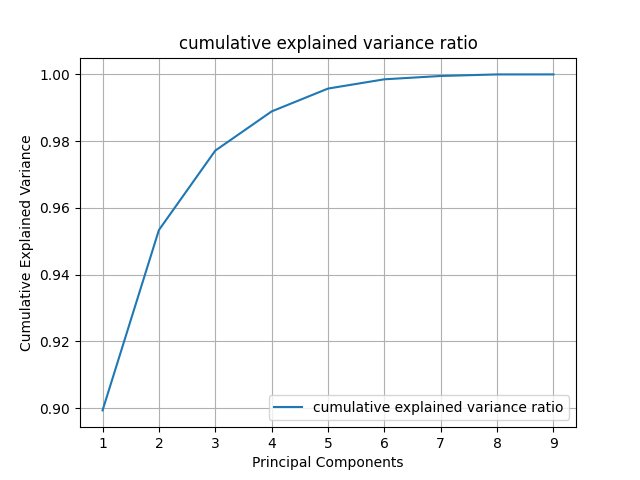 cumulative explained variance ratio
Cumulative Explained Variance
1.00
0.98
0.96
0.94
0.92
0.90
cumulative explained variance ratio
1 2 3 4 5 6 7 8 9
Principal Components